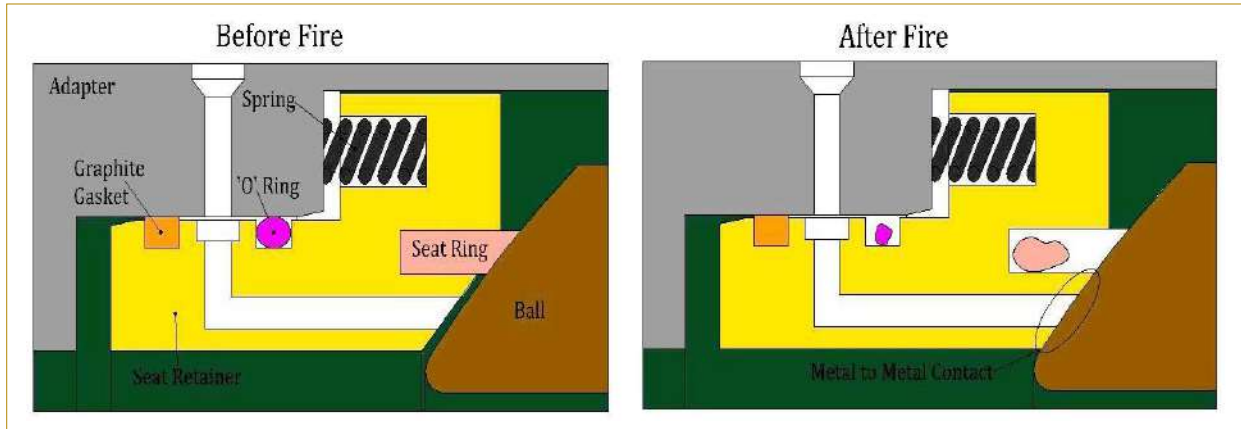 Before Fire
Adapter
Spring
Graphite
Gasket
'O' Ring
Seat Ring
Ball
Seat Retainer
After Fire
Metal to Metal Contact